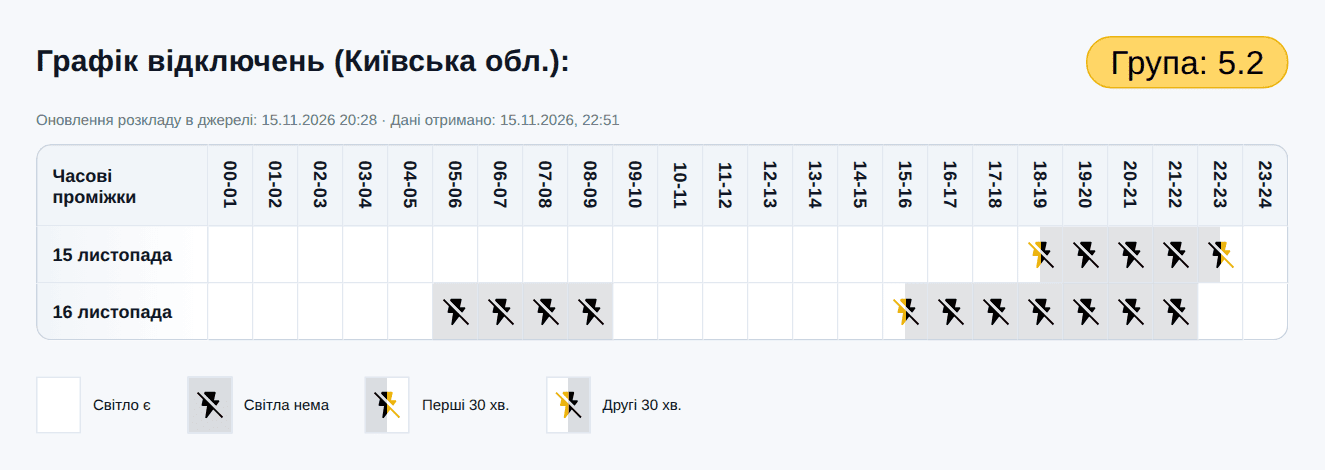 Графік відключень (Київська обл.):
Група: 5.2
Оновлення розкладу в джерелі: 15.11.2026 20:28 · Дані отримано: 15.11.2026, 22:51
Часові
проміжки
00-01
01-02
02-03
03-04
04-05
05-06
06-07
07-08
08-09
09-10
10-11
11-12
12-13
13-14
14-15
15-16
16-17
17-18
18-19
19-20
20-21
21-22
22-23
23-24
15 листопада
16 листопада
Світло є
Світла нема
Перші 30 хв.
Другі 30 хв.